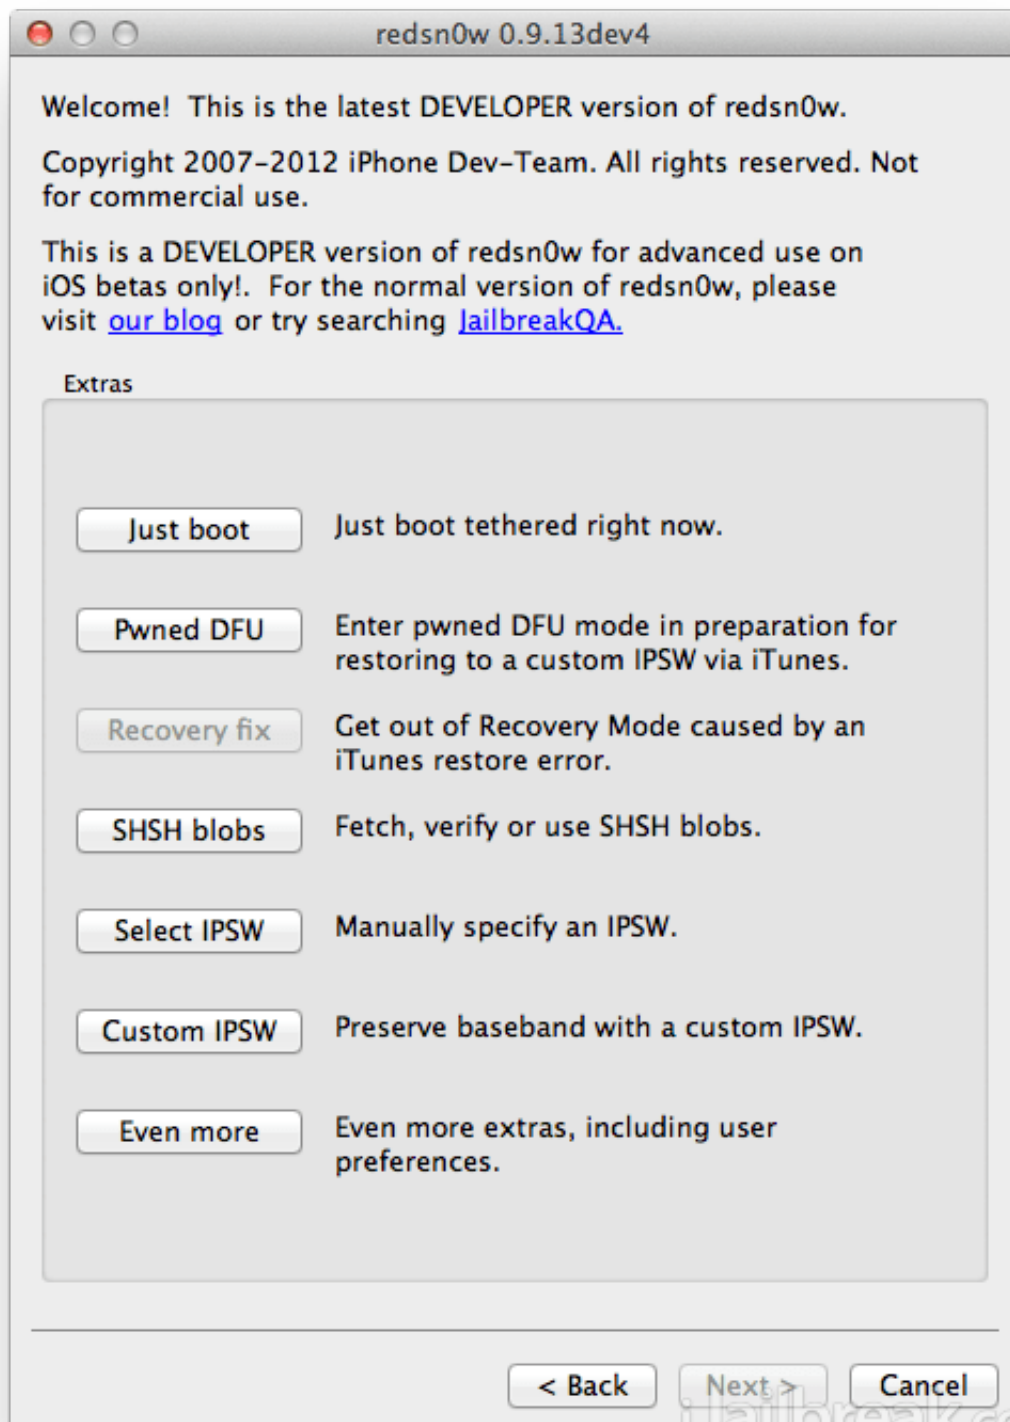 redsn0w 0.9.13dev4
Welcome!  This is the latest DEVELOPER version of redsn0w.
Copyright 2007-2012 iPhone Dev-Team. All rights reserved. Not
for commercial use.
This is a DEVELOPER version of redsn0w for advanced use on
iOS betas only!.  For the normal version of redsn0w, please
visit our blog or try searching JailbreakQA.
Extras
Just boot Just boot tethered right now.
Pwned DFU Enter pwned DFU mode in preparation for
restoring to a custom IPSW via iTunes.
Recovery fix Get out of Recovery Mode caused by an
iTunes restore error.
SHSH blobs Fetch, verify or use SHSH blobs.
Select IPSW Manually specify an IPSW.
Custom IPSW Preserve baseband with a custom IPSW.
Even more Even more extras, including user
preferences.
< Back Next > Cancel